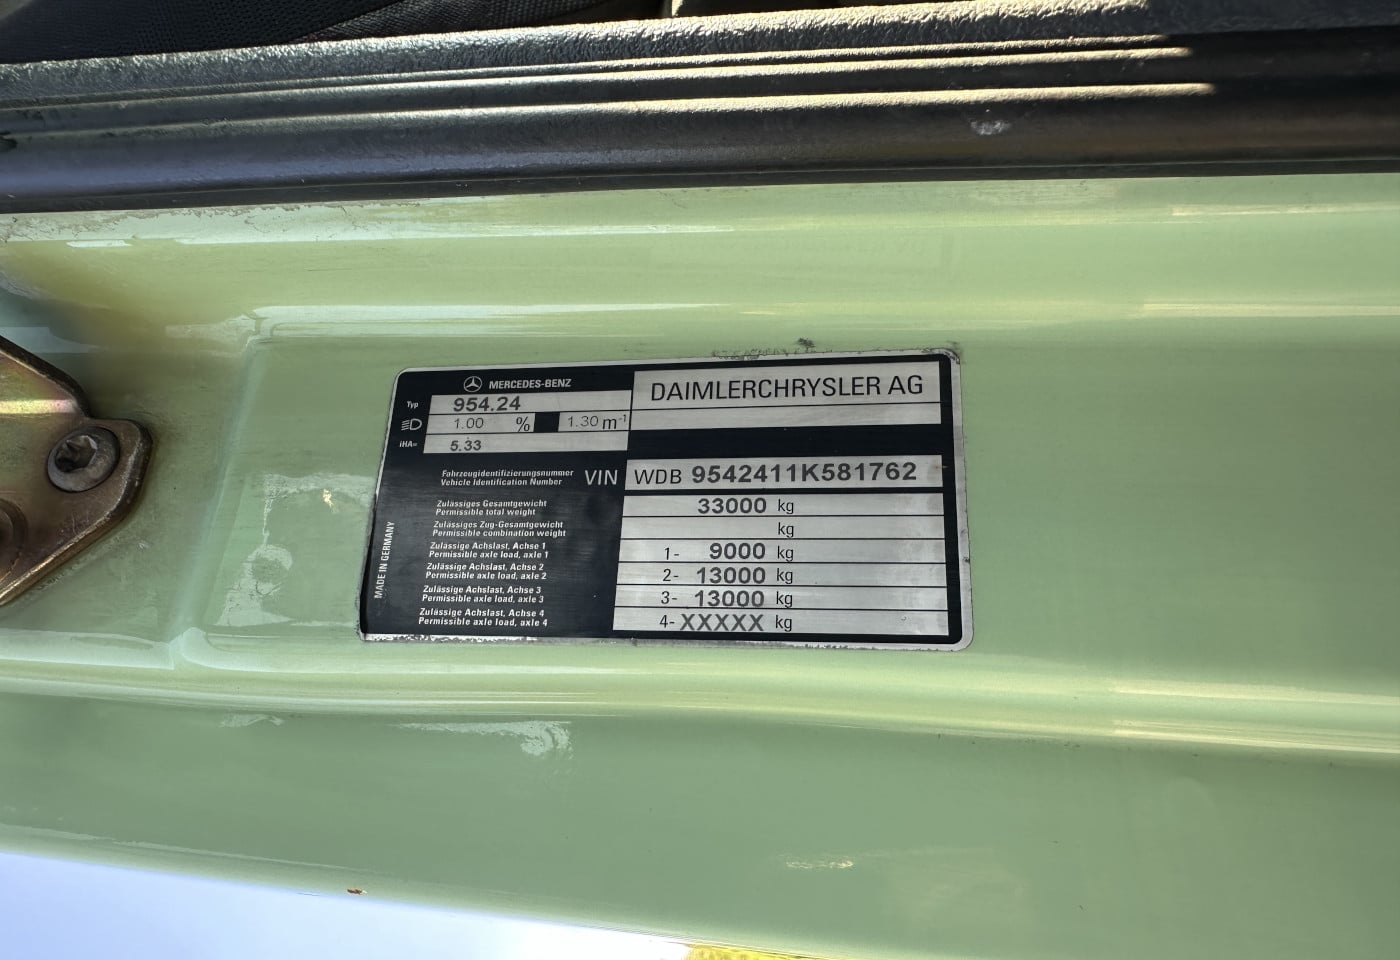 MERCEDES-BENZ
DAIMLERCHRYSLER AG
Typ 954.24
1.00 % 1.30 m⁻¹
iHA= 5.33
Fahrzeugidentifizierungsnummer
Vehicle Identification Number
VIN WDB 9542411K581762
Zulässiges Gesamtgewicht
Permissible total weight
33000 kg
Zulässiges Zug-Gesamtgewicht
Permissible combination weight
kg
Zulässige Achslast, Achse 1
Permissible axle load, axle 1
1- 9000 kg
Zulässige Achslast, Achse 2
Permissible axle load, axle 2
2- 13000 kg
Zulässige Achslast, Achse 3
Permissible axle load, axle 3
3- 13000 kg
Zulässige Achslast, Achse 4
Permissible axle load, axle 4
4- XXXXX kg
MADE IN GERMANY